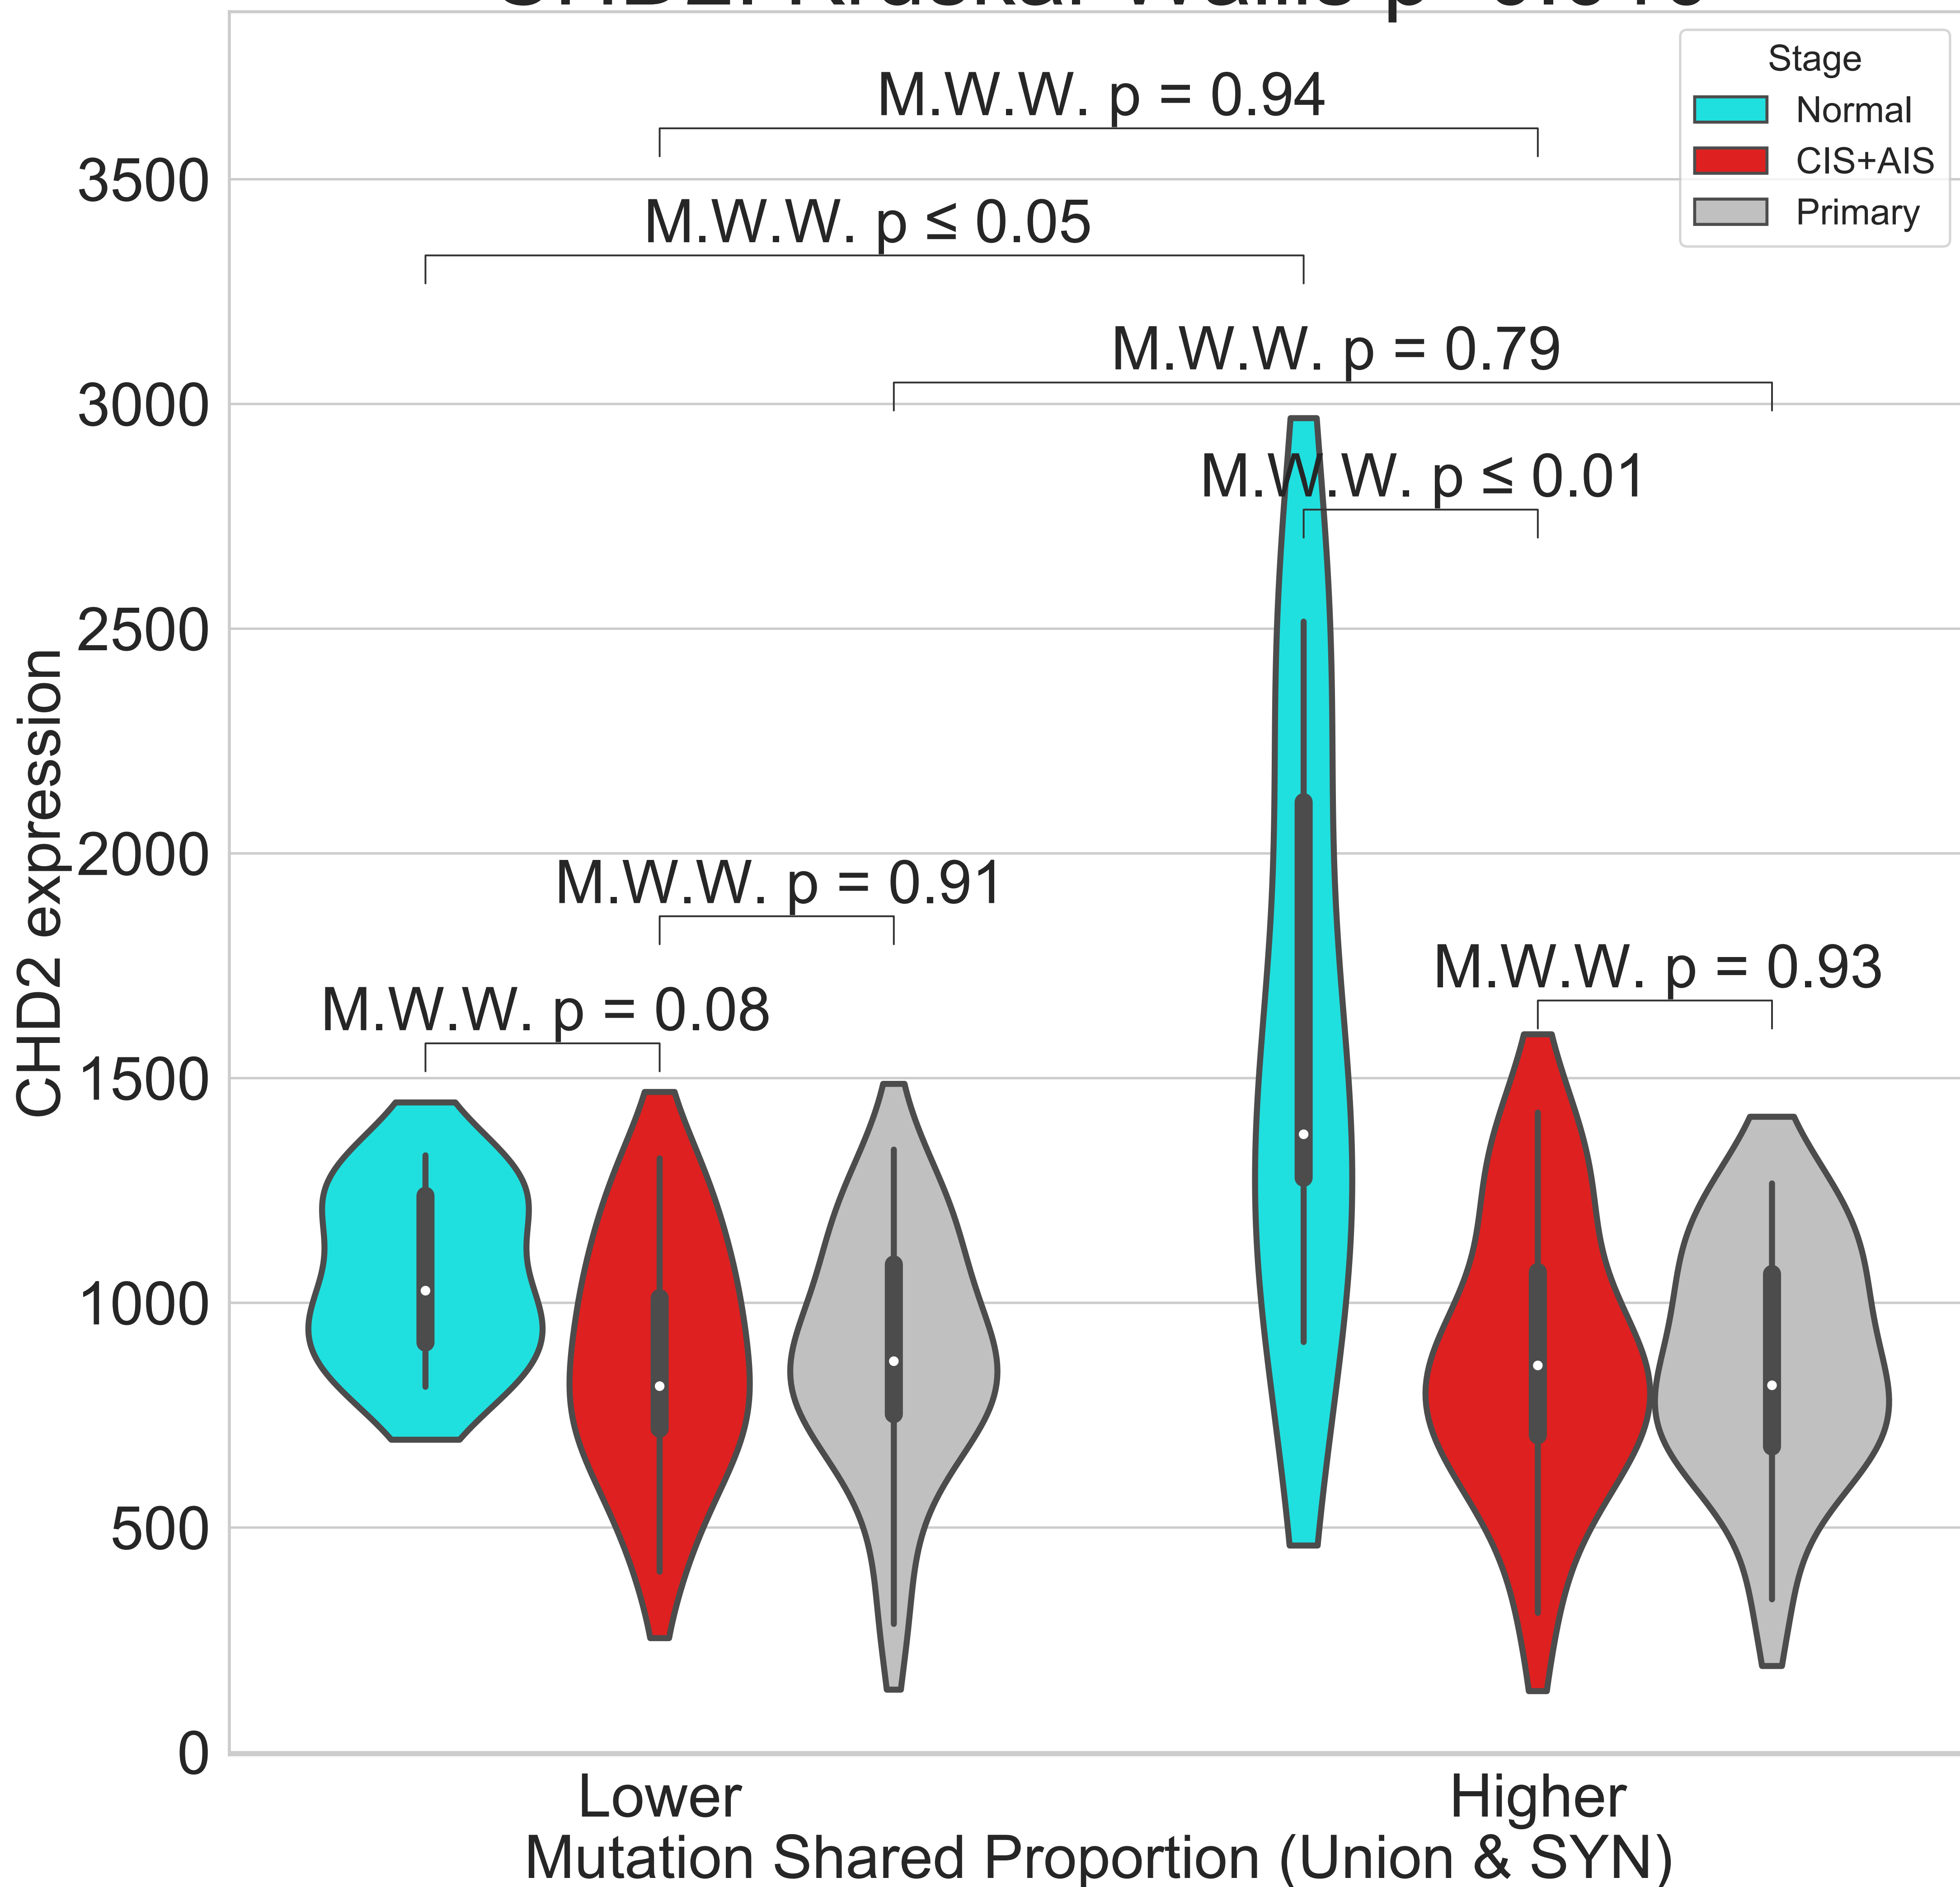 Stage
Normal
CIS+AIS
Primary
M.W.W. p = 0.94
M.W.W. p ≤ 0.05
M.W.W. p = 0.79
M.W.W. p ≤ 0.01
M.W.W. p = 0.91
M.W.W. p = 0.93
M.W.W. p = 0.08
CHD2 expression
3500
3000
2500
2000
1500
1000
500
0
Lower
Higher
Mutation Shared Proportion (Union & SYN)